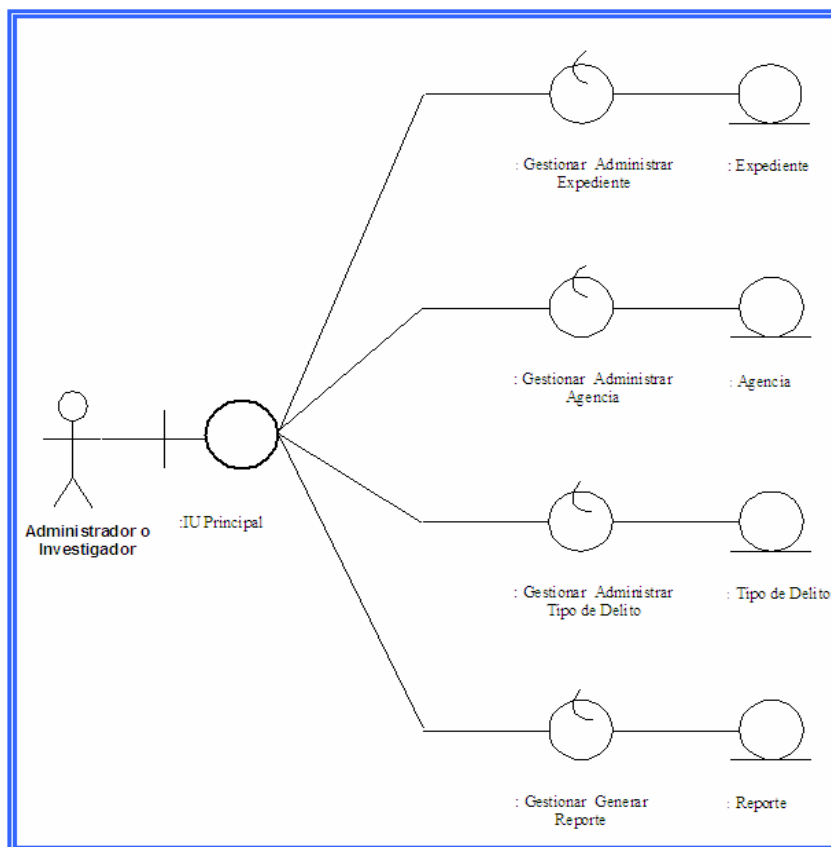 : Gestionar Administrar
Expediente
: Expediente
: Gestionar Administrar
Agencia
: Agencia
Administrador o
Investigador
:IU Principal
: Gestionar Administrar
Tipo de Delito
: Tipo de Delito
: Gestionar Generar
Reporte
: Reporte